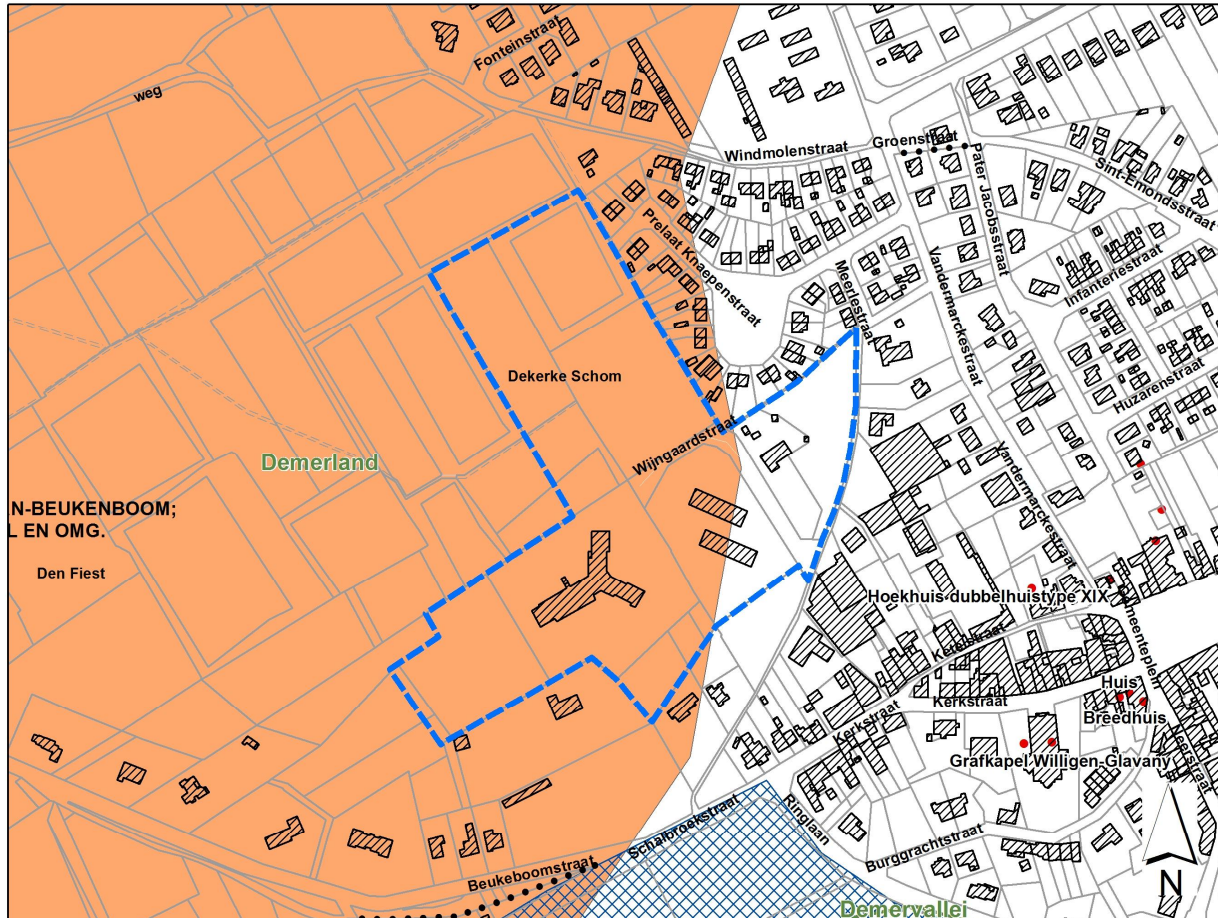 Fonteinstraat
weg
Windmolenstraat
Groenstraat
Pater Jacobsstraat
Sint-Emondsstraat
Prelaat Knaepenstraat
Meerlestraat
Vandermarckestraat
Infanteriestraat
Huzarenstraat
Dekerke Schom
Wijngaardstraat
Demerland
Vandermarckestraat
N-BEUKENBOOM;
L EN OMG.
Den Fiest
Hoekhuis dubbelhuistype XIX
Gemeenteplein
Ketelstraat
Huis
Kerkstraat
Kerkstraat
Breedhuis
Neerstraat
Grafkapel Willigen-Glavany
Schalbroekstraat
Ringlaan
Burggrachtstraat
Beukeboomstraat
N
Demervallei